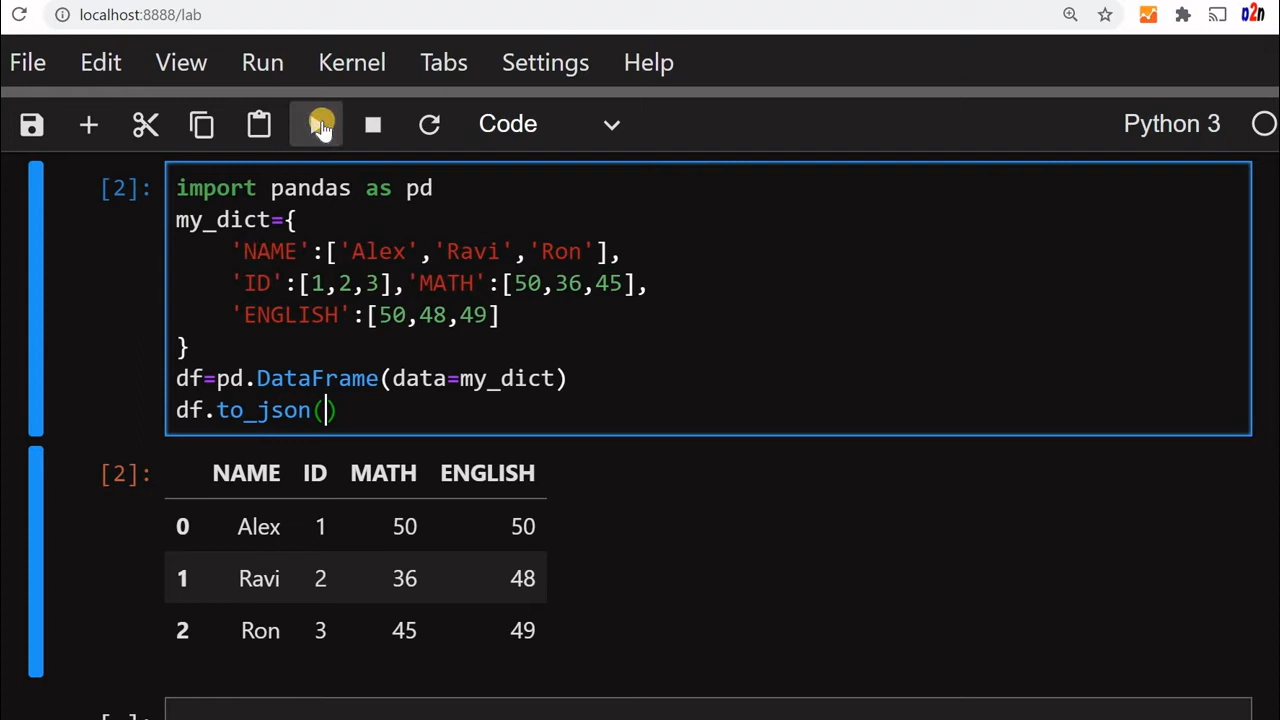 localhost:8888/lab
File Edit View Run Kernel Tabs Settings Help
Code Python 3
[2]: import pandas as pd
my_dict={
'NAME':['Alex','Ravi','Ron'],
'ID':[1,2,3],'MATH':[50,36,45],
'ENGLISH':[50,48,49]
}
df=pd.DataFrame(data=my_dict)
df.to_json()
[2]: NAME ID MATH ENGLISH
0 Alex 1 50 50
1 Ravi 2 36 48
2 Ron 3 45 49